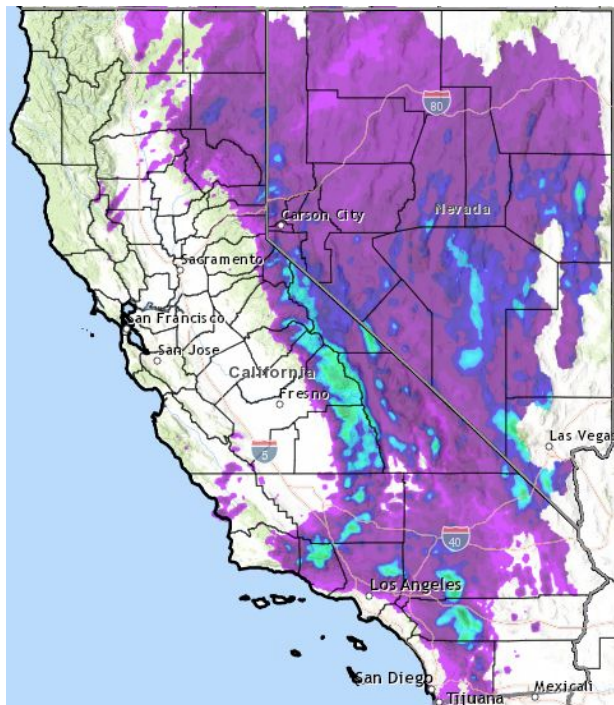 80
Nevada
Carson City
Sacramento
San Francisco
San Jose
California
Fresno
5
Las Vegas
40
Los Angeles
San Diego
Mexicali
Tijuana